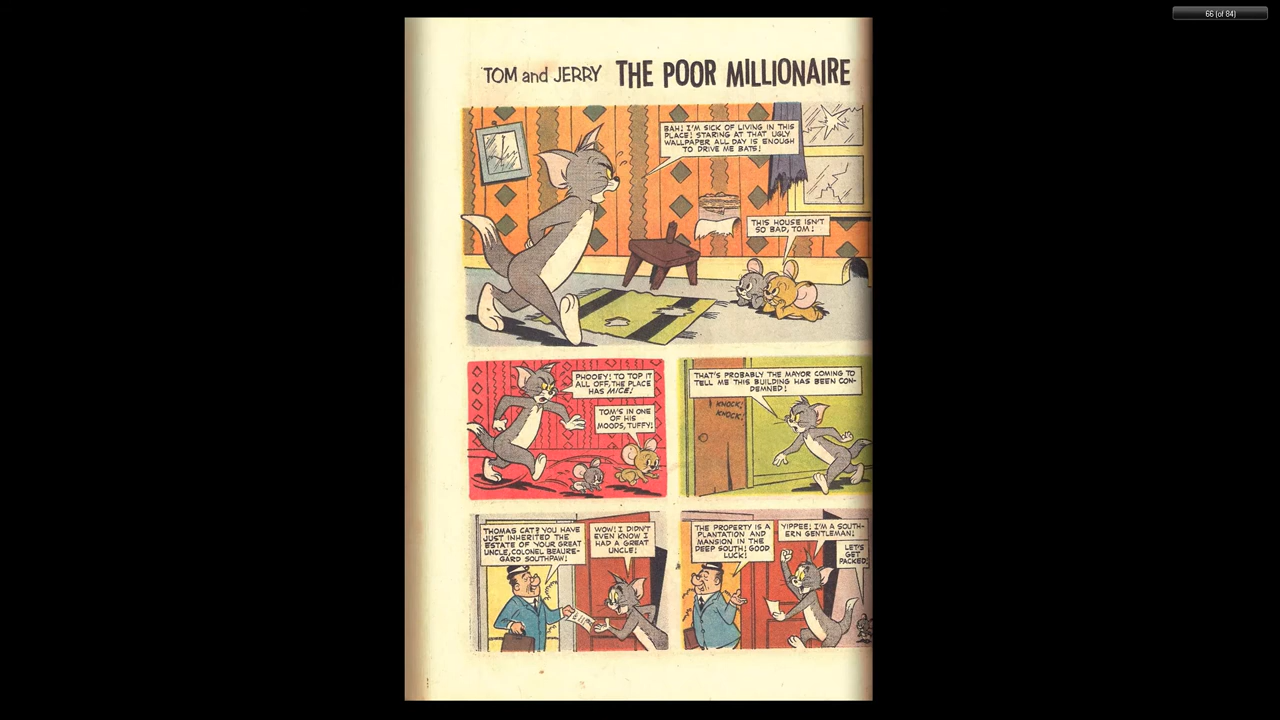 66 (of 84)
TOM and JERRY THE POOR MILLIONAIRE
BAH! I'M SICK OF LIVING IN THIS
PLACE! STARING AT THAT UGLY
WALLPAPER ALL DAY IS ENOUGH
TO DRIVE ME BATS!
THIS HOUSE ISN'T
SO BAD, TOM!
PHOOEY! TO TOP IT
ALL OFF, THE PLACE
HAS MICE!
TOM'S IN ONE
OF HIS
MOODS, TUFFY!
THAT'S PROBABLY THE MAYOR COMING TO
TELL ME THIS BUILDING HAS BEEN CON-
DEMNED!
KNOCK!
KNOCK!
THOMAS CAT? YOU HAVE
JUST INHERITED THE
ESTATE OF YOUR GREAT
UNCLE, COLONEL BEAURE-
GARD SOUTHPAW!
WOW! I DIDN'T
EVEN KNOW I
HAD A GREAT
UNCLE!
THE PROPERTY IS A
PLANTATION AND
MANSION IN THE
DEEP SOUTH! GOOD
LUCK!
YIPPEE! I'M A SOUTH-
ERN GENTLEMAN!
LET'S
GET
PACKED!